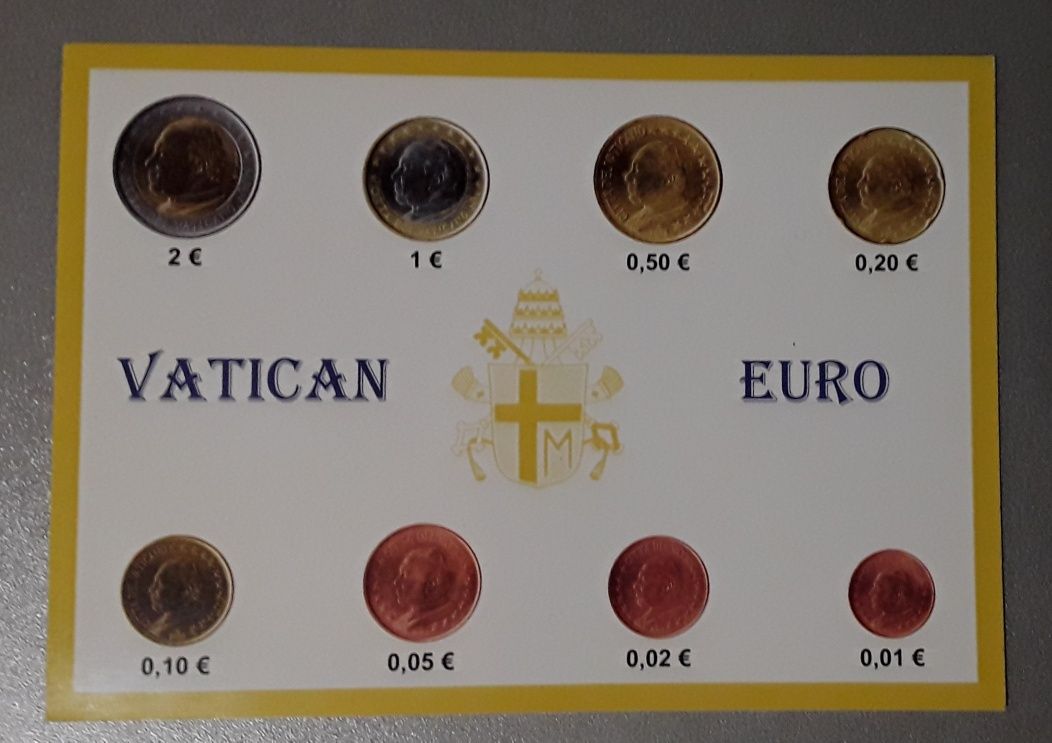 2 €
1 €
0,50 €
0,20 €
VATICAN
EURO
M
0,10 €
0,05 €
0,02 €
0,01 €